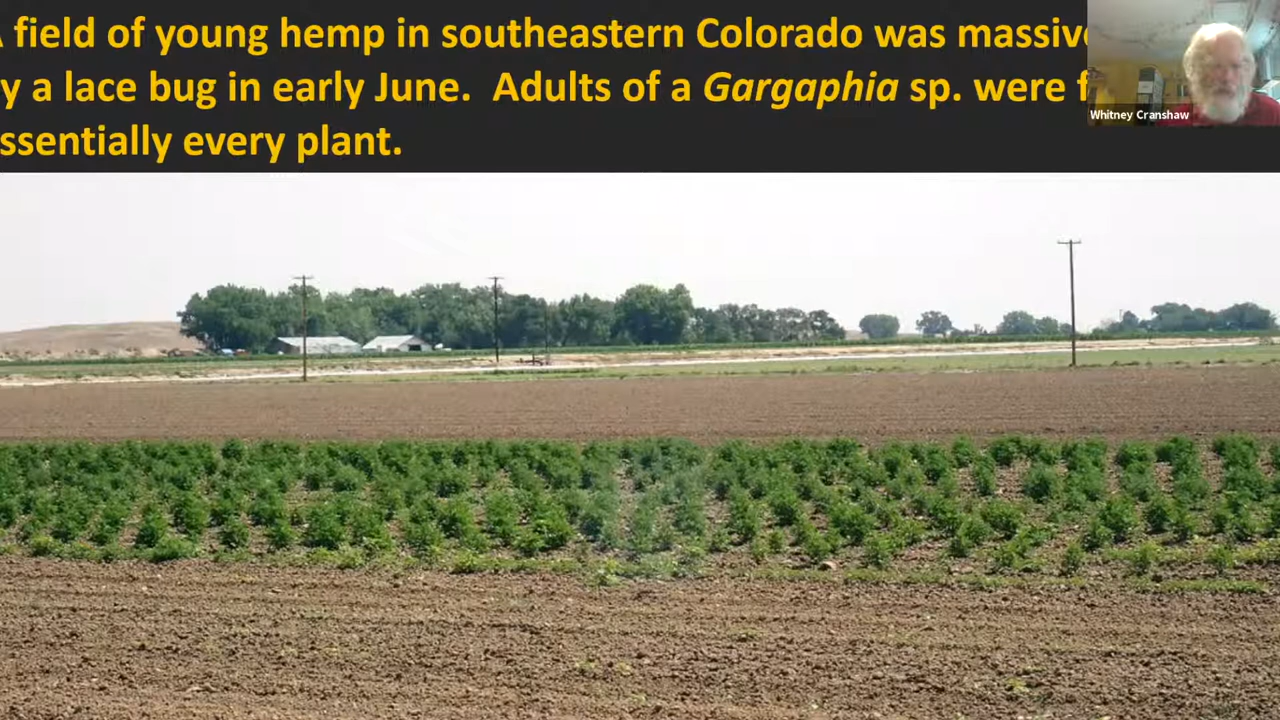 field of young hemp in southeastern Colorado was
y a lace bug in early June. Adults of a Gargaphia sp. were
ssentially every plant.
Whitney Cranshaw